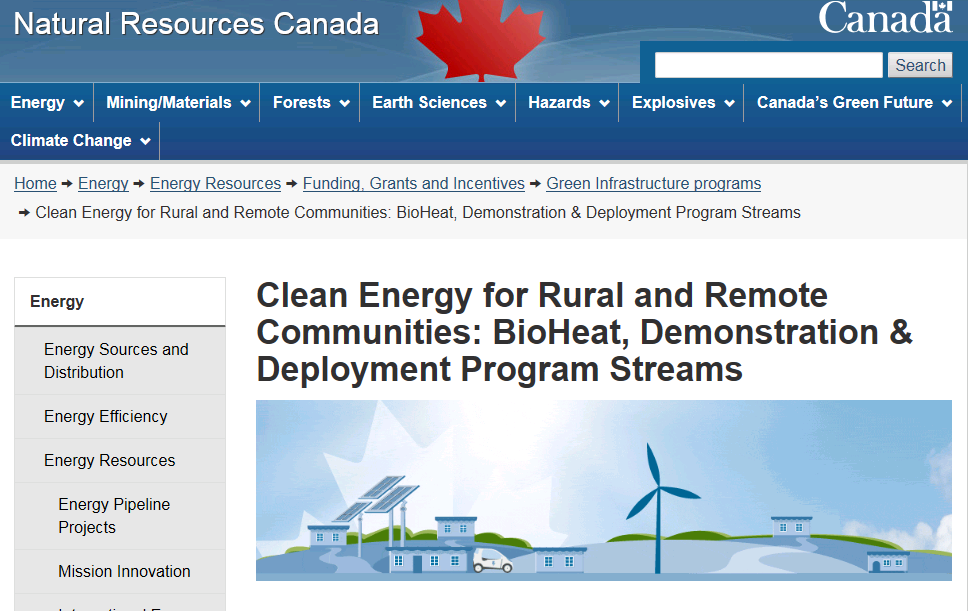 Natural Resources Canada
Canada
Search
Energy
Mining/Materials
Forests
Earth Sciences
Hazards
Explosives
Canada's Green Future
Climate Change
Home ➞ Energy ➞ Energy Resources ➞ Funding, Grants and Incentives ➞ Green Infrastructure programs
➞ Clean Energy for Rural and Remote Communities: BioHeat, Demonstration & Deployment Program Streams
Energy
Energy Sources and
Distribution
Energy Efficiency
Energy Resources
Energy Pipeline
Projects
Mission Innovation
Clean Energy for Rural and Remote
Communities: BioHeat, Demonstration &
Deployment Program Streams